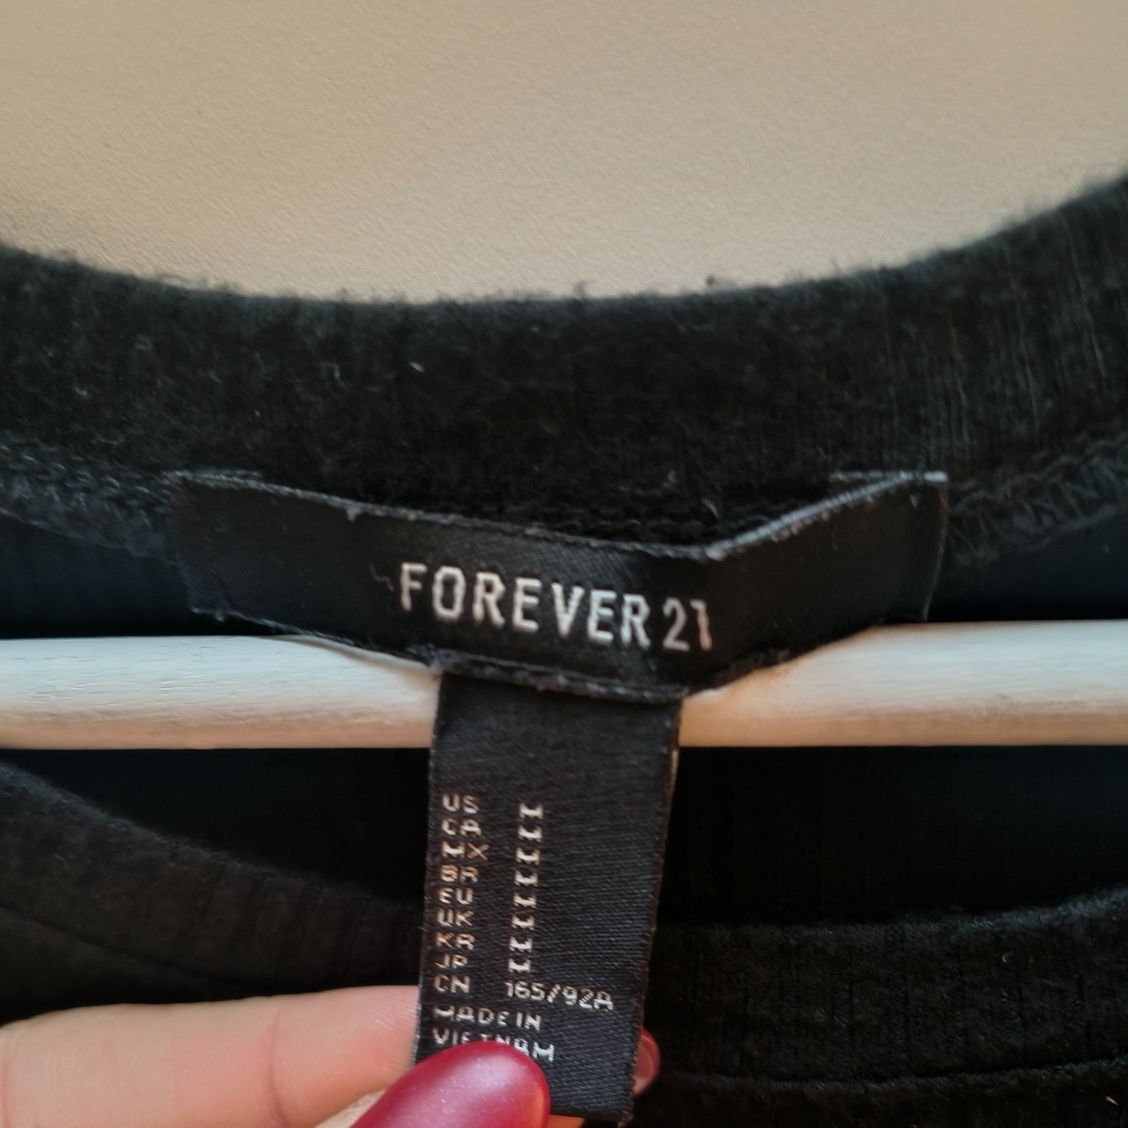 FOREVER 21
US M
CA M
MX M
BR M
EU M
UK M
KR M
JP M
CN 165/92A
MADE IN
VIETNAM